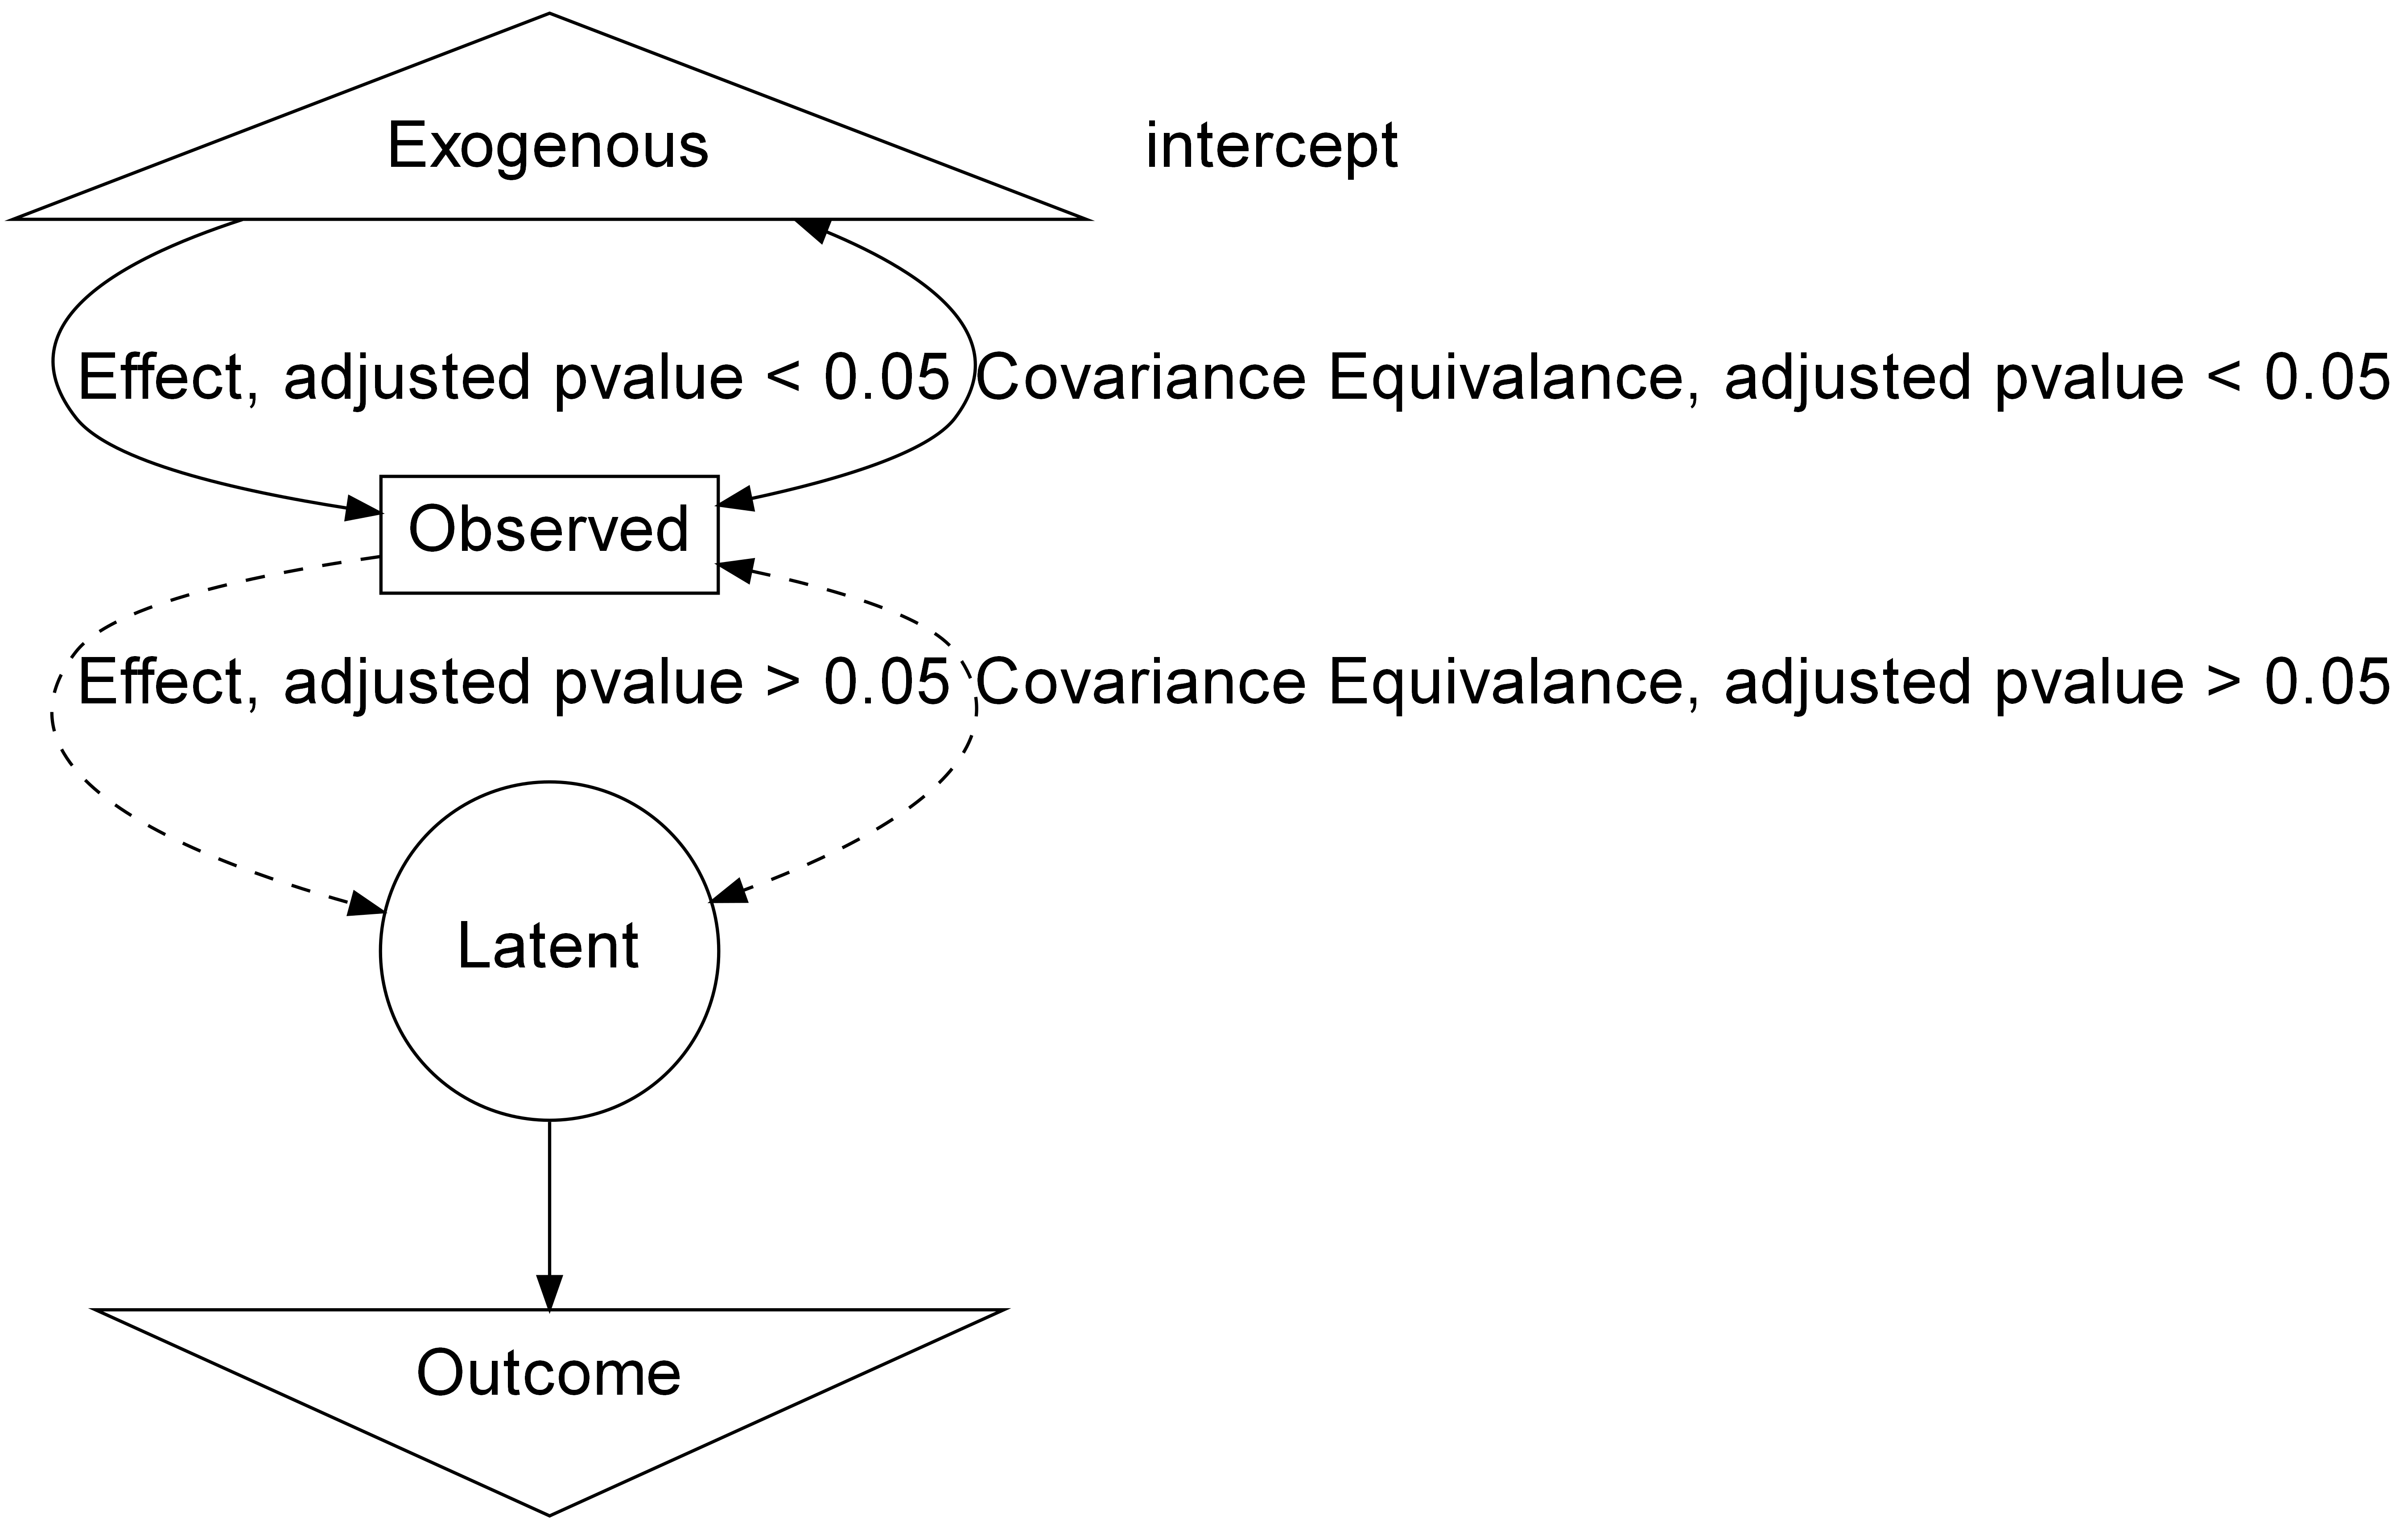 Exogenous intercept
Effect, adjusted pvalue < 0.05 Covariance Equivalance, adjusted pvalue < 0.05
Observed
Effect, adjusted pvalue > 0.05 Covariance Equivalance, adjusted pvalue > 0.05
Latent
Outcome